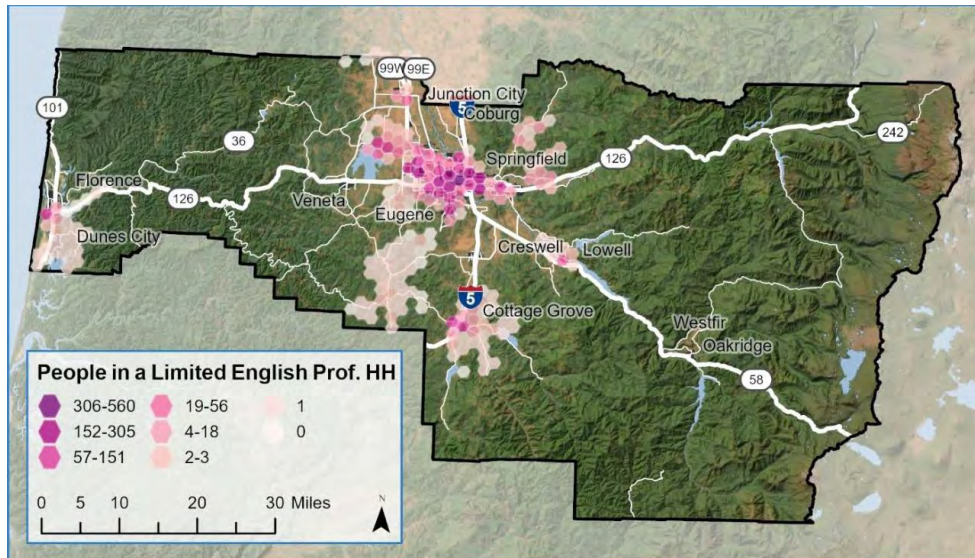 99W 99E
101
Junction City
5
Coburg
242
36
Springfield
126
Florence
126
Veneta
Eugene
Dunes City
Creswell
Lowell
5
Cottage Grove
Westfir
Oakridge
58
People in a Limited English Prof. HH
306-560 19-56 1
152-305 4-18 0
57-151 2-3
0 5 10 20 30 Miles
N